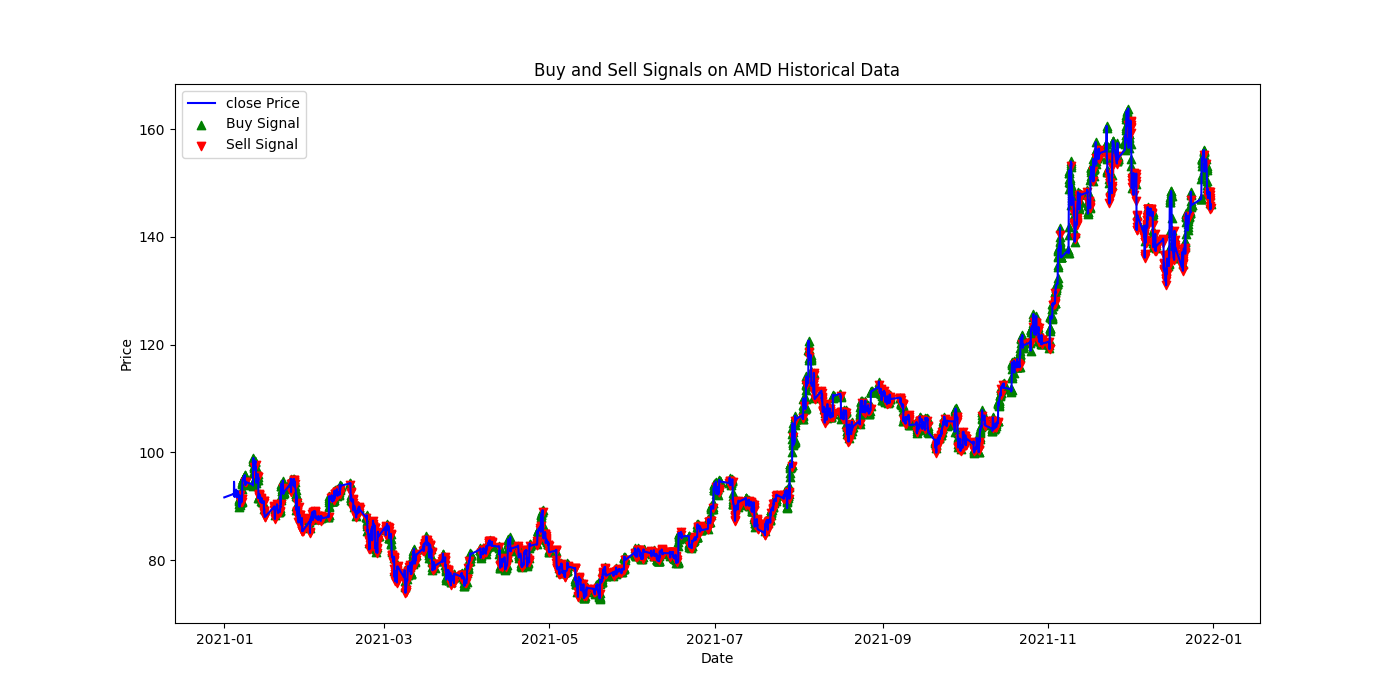 Buy and Sell Signals on AMD Historical Data
close Price
Buy Signal
Sell Signal
160
140
120
100
80
Price
2021-01
2021-03
2021-05
2021-07
2021-09
2021-11
2022-01
Date